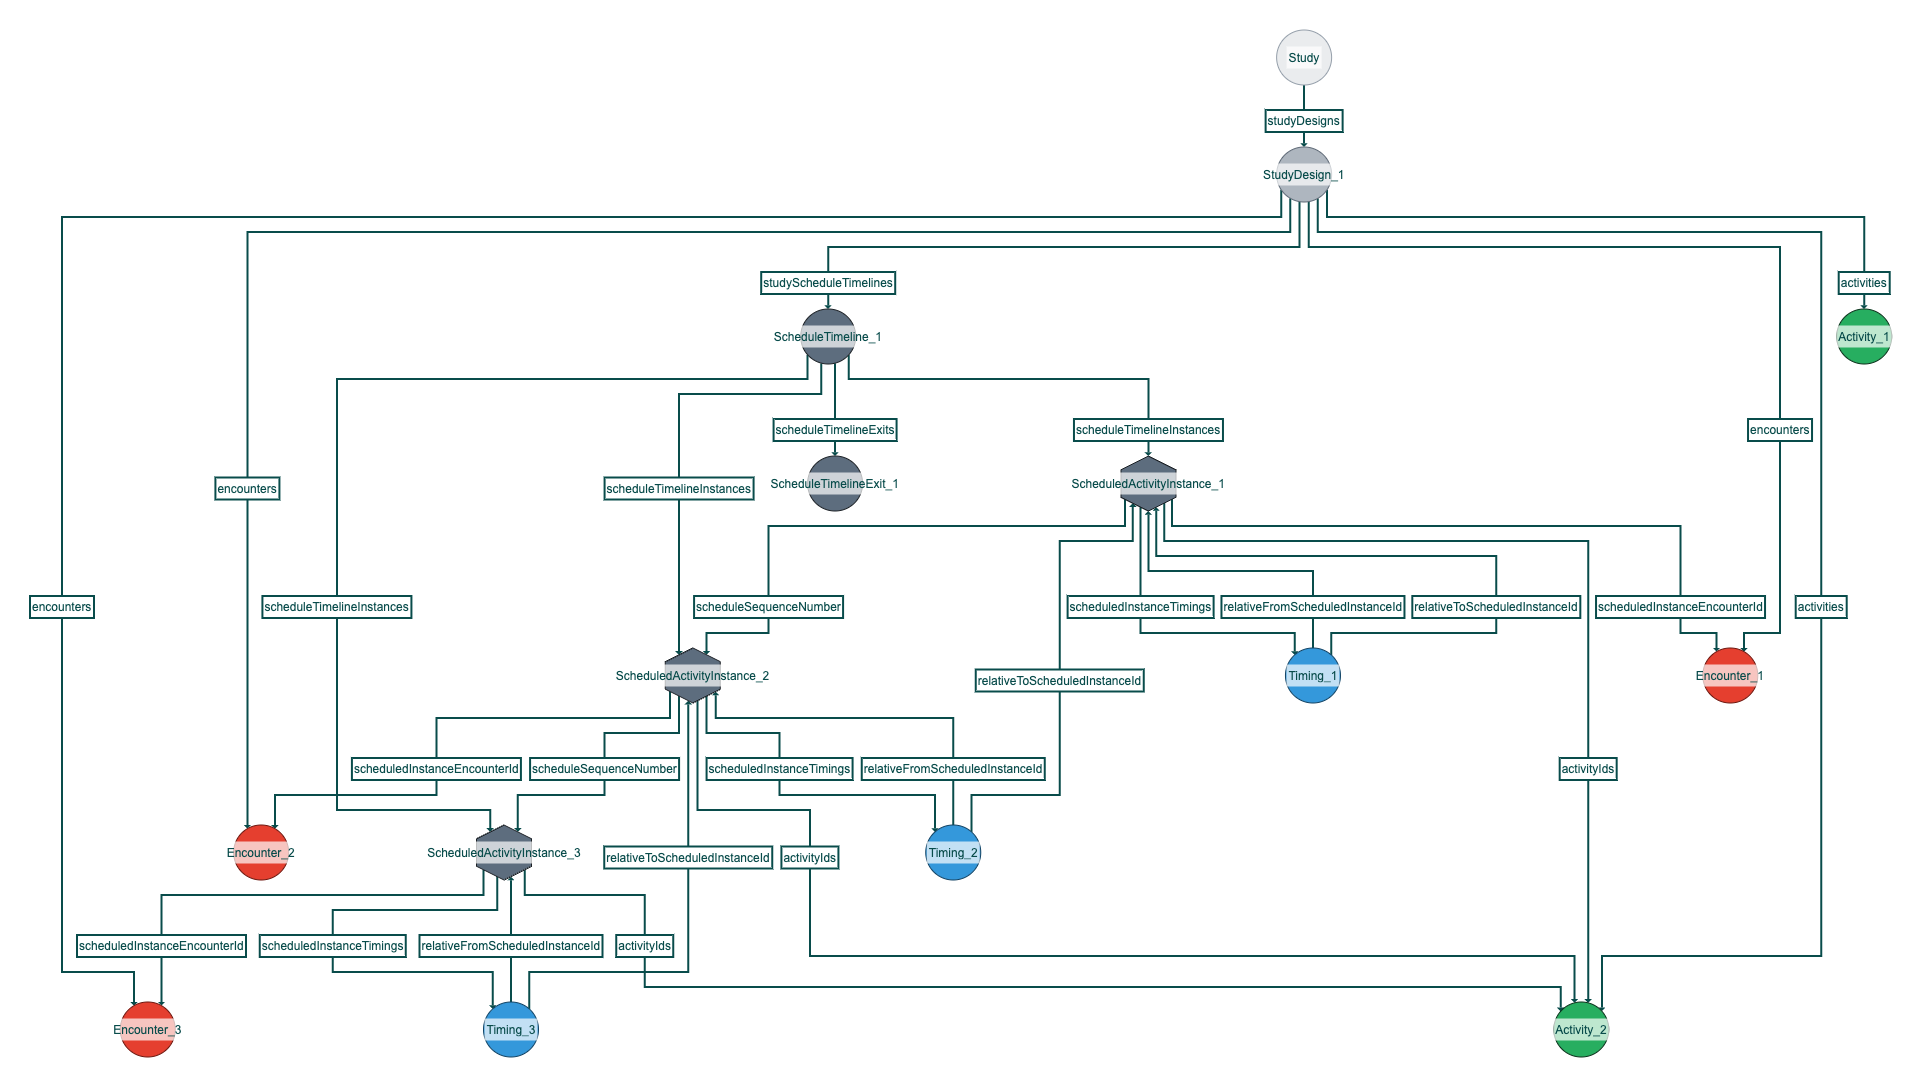 Study
studyDesigns
StudyDesign_1
studyScheduleTimelines
activities
ScheduleTimeline_1
Activity_1
scheduleTimelineExits
scheduleTimelineInstances
encounters
encounters
scheduleTimelineInstances
ScheduleTimelineExit_1
ScheduledActivityInstance_1
encounters
scheduleTimelineInstances
scheduleSequenceNumber
scheduledInstanceTimings
relativeFromScheduledInstanceId
relativeToScheduledInstanceId
scheduledInstanceEncounterId
activities
ScheduledActivityInstance_2
relativeToScheduledInstanceId
Timing_1
Encounter_1
scheduledInstanceEncounterId
scheduleSequenceNumber
scheduledInstanceTimings
relativeFromScheduledInstanceId
activityIds
Encounter_2
ScheduledActivityInstance_3
relativeToScheduledInstanceId
activityIds
Timing_2
scheduledInstanceEncounterId
scheduledInstanceTimings
relativeFromScheduledInstanceId
activityIds
Encounter_3
Timing_3
Activity_2